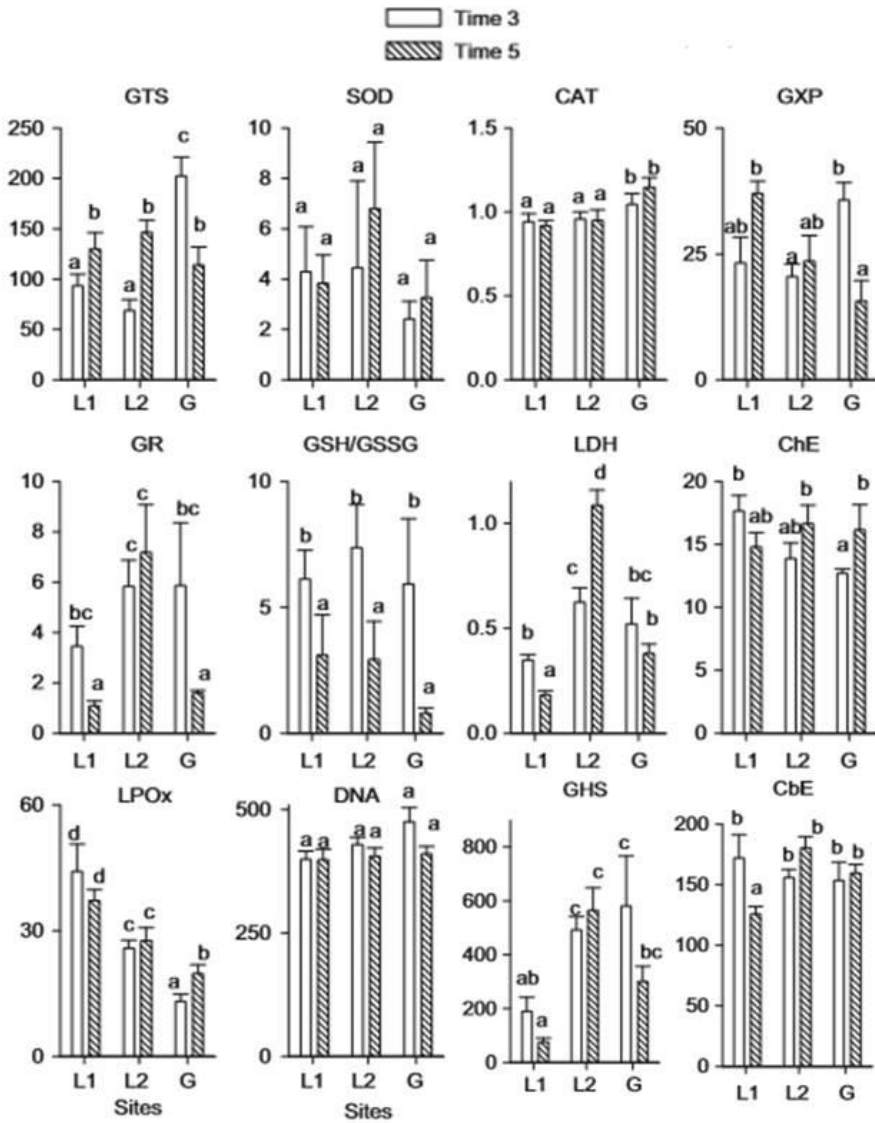 Time 3
Time 5
GTS SOD CAT GXP
250 10 1.5 50
200 8
150 6 1.0
100 4 25
50 2 0.5
0 0 0.0 0
a b a b c b
a a a a a a
a a a a b b
ab b a ab b a
L1 L2 G L1 L2 G L1 L2 G L1 L2 G
GR GSH/GSSG LDH ChE
10 10 20
8 1.0 15
6 5 10
4 0.5 5
2
0 0 0.0 0
bc a c c bc a
b a b a b a
b a c d bc b
b ab ab b a b
L1 L2 G L1 L2 G L1 L2 G L1 L2 G
LPOx DNA GHS CbE
60 500 800 200
600 150
30 250 400 100
200 50
0 0 0 0
d d c c a b
a a a a a a
ab a c c c bc
b a b b b b
L1 L2 G L1 L2 G L1 L2 G L1 L2 G
Sites Sites